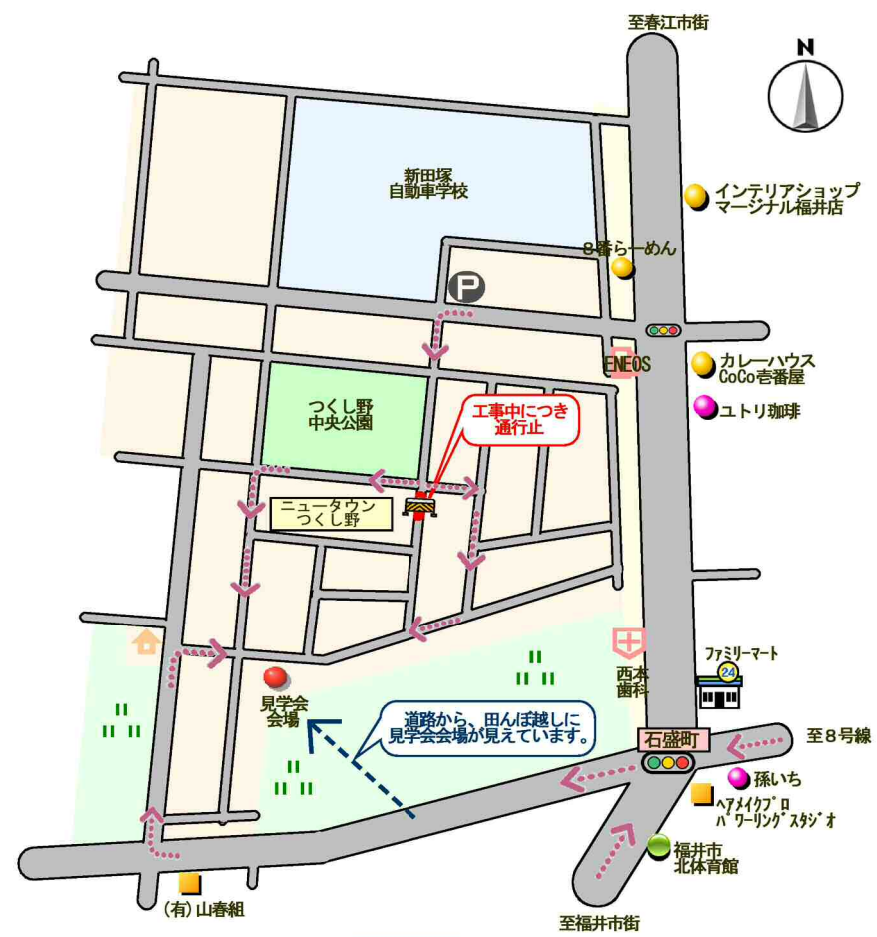 至春江市街
N
新田塚
自動車学校
インテリアショップ
マージナル福井店
8番らーめん
P
ENEOS
カレーハウス
CoCo壱番屋
ユトリ珈琲
つくし野
中央公園
工事中につき
通行止
ニュータウン
つくし野
ファミリーマート
24
西本
歯科
見学会
会場
道路から、田んぼ越しに
見学会会場が見えています。
石盛町
至8号線
孫いち
ヘアメイクプロ
パワーリングスタジオ
福井市
北体育館
(有)山春組
至福井市街